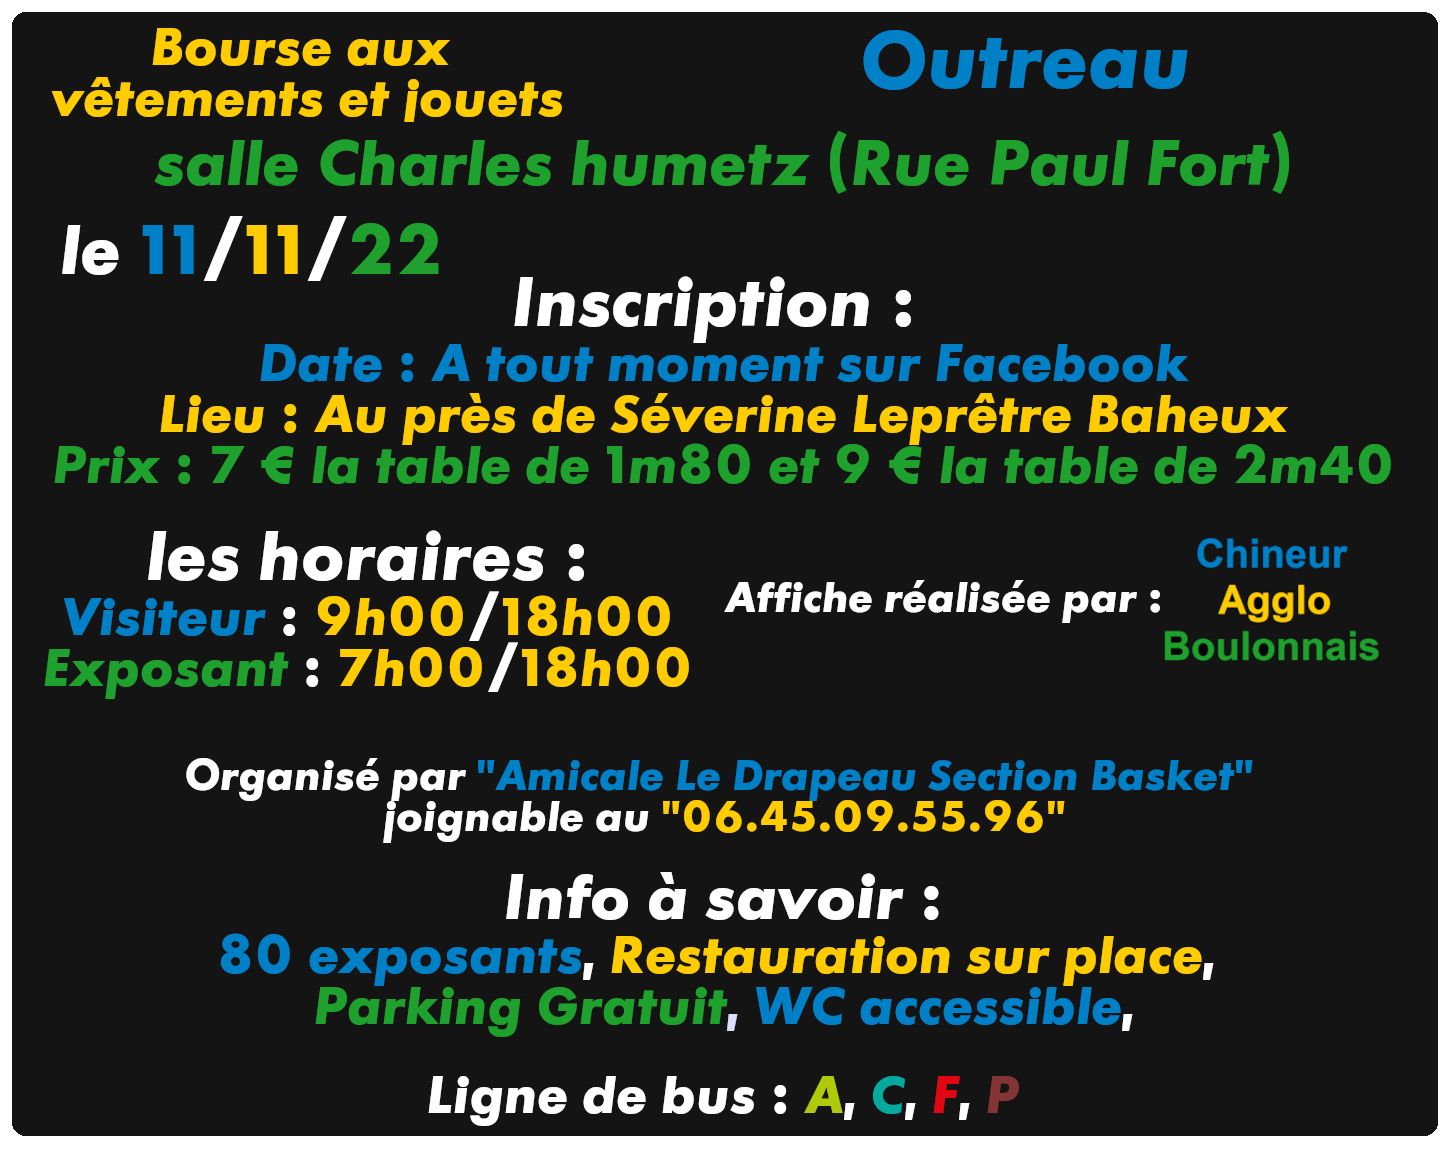 Bourse aux
vêtements et jouets
Outreau
salle Charles humetz (Rue Paul Fort)
le 11/11/22
Inscription :
Date : A tout moment sur Facebook
Lieu : Au près de Séverine Leprêtre Baheux
Prix : 7 € la table de 1m80 et 9 € la table de 2m40
les horaires :
Visiteur : 9h00/18h00
Exposant : 7h00/18h00
Affiche réalisée par :
Chineur
Agglo
Boulonnais
Organisé par "Amicale Le Drapeau Section Basket"
joignable au "06.45.09.55.96"
Info à savoir :
80 exposants, Restauration sur place,
Parking Gratuit, WC accessible,
Ligne de bus : A, C, F, P